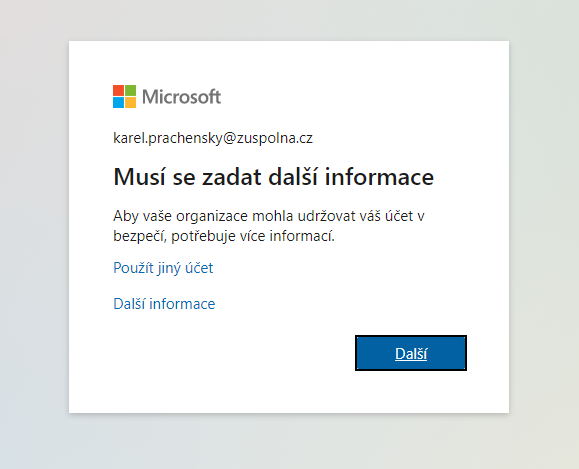 Microsoft
karel.prachensky@zuspolna.cz
Musí se zadat další informace
Aby vaše organizace mohla udržovat váš účet v
bezpečí, potřebuje více informací.
Použít jiný účet
Další informace
Další